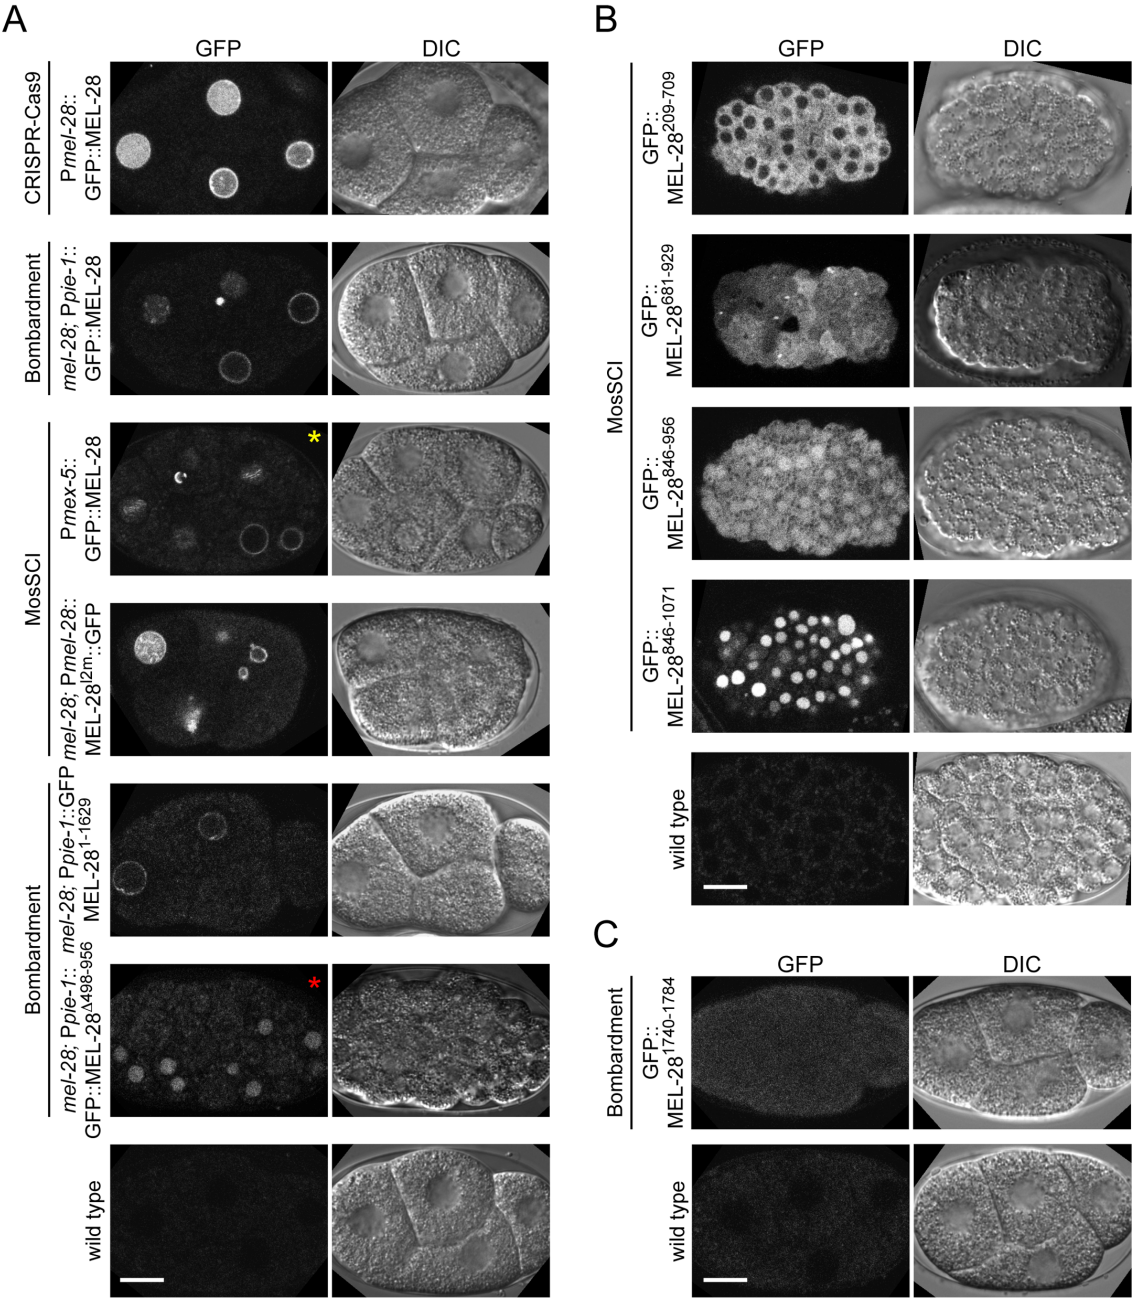 A
GFP DIC
CRISPR-Cas9
Pmel-28::
GFP::MEL-28
Bombardment
mel-28; Ppie-1::
GFP::MEL-28
MosSCI
Pmex-5::
GFP::MEL-28
*
mel-28; Pmel-28::
MEL-28l2m::GFP
Bombardment
mel-28; Ppie-1::GFP
MEL-281-1629
mel-28; Ppie-1::
GFP::MEL-28Δ498-956
*
wild type
B
GFP DIC
MosSCI
GFP::
MEL-28209-709
GFP::
MEL-28681-929
GFP::
MEL-28846-956
GFP::
MEL-28846-1071
wild type
C
GFP DIC
Bombardment
GFP::
MEL-281740-1784
wild type